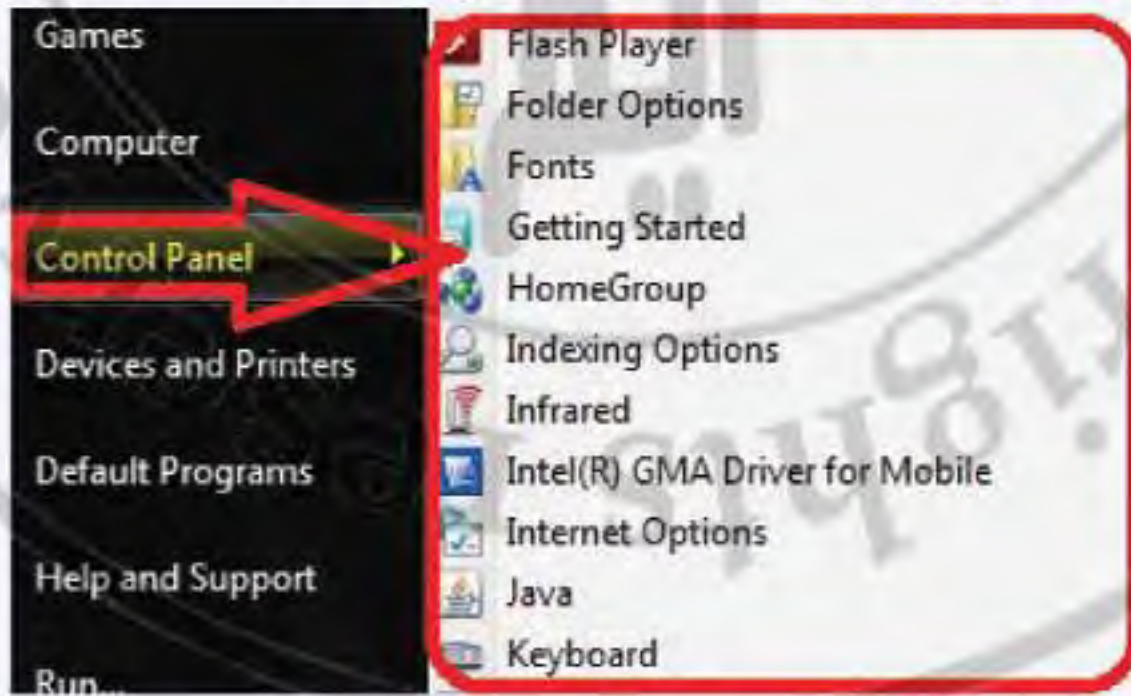 Games
Computer
Control Panel
Devices and Printers
Default Programs
Help and Support
Run...
Flash Player
Folder Options
Fonts
Getting Started
HomeGroup
Indexing Options
Infrared
Intel(R) GMA Driver for Mobile
Internet Options
Java
Keyboard